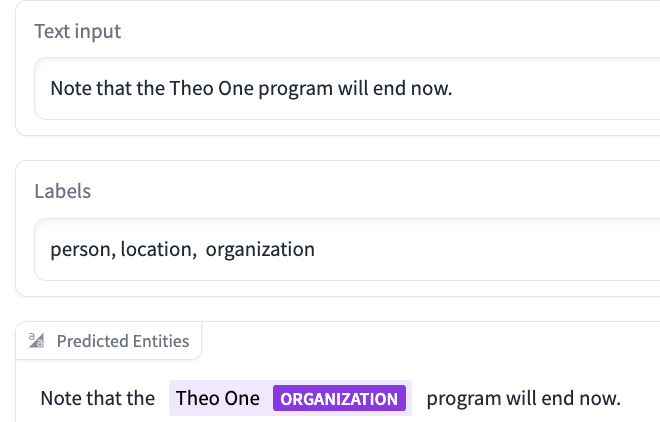 Text input
Note that the Theo One program will end now.
Labels
person, location, organization
Predicted Entities
Note that the Theo One ORGANIZATION program will end now.